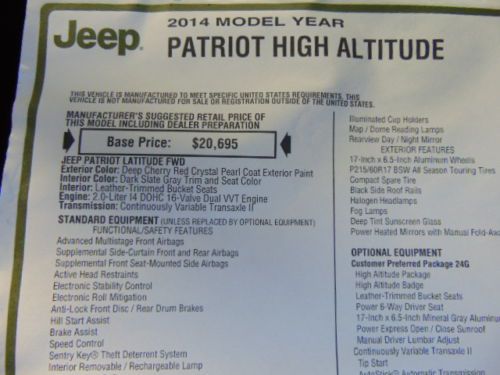 Jeep
2014 MODEL YEAR
PATRIOT HIGH ALTITUDE
THIS VEHICLE IS MANUFACTURED TO MEET SPECIFIC UNITED STATES REQUIREMENTS. THIS
VEHICLE IS NOT MANUFACTURED FOR SALE OR REGISTRATION OUTSIDE OF THE UNITED STATES.
MANUFACTURER'S SUGGESTED RETAIL PRICE OF
THIS MODEL INCLUDING DEALER PREPARATION
Base Price: $20,695
JEEP PATRIOT LATITUDE FWD
Exterior Color: Deep Cherry Red Crystal Pearl Coat Exterior Paint
Interior Color: Dark Slate Gray Trim and Seat Color
Interior: Leather-Trimmed Bucket Seats
Engine: 2.0-Liter I4 DOHC 16-Valve Dual VVT Engine
Transmission: Continuously Variable Transaxle II
STANDARD EQUIPMENT (UNLESS REPLACED BY OPTIONAL EQUIPMENT)
FUNCTIONAL/SAFETY FEATURES
Advanced Multistage Front Airbags
Supplemental Side-Curtain Front and Rear Airbags
Supplemental Front Seat-Mounted Side Airbags
Active Head Restraints
Electronic Stability Control
Electronic Roll Mitigation
Anti-Lock Front Disc / Rear Drum Brakes
Hill Start Assist
Brake Assist
Speed Control
Sentry Key® Theft Deterrent System
Interior Removable / Rechargeable Lamp
Illuminated Cup Holders
Map / Dome Reading Lamps
Rearview Day / Night Mirror
EXTERIOR FEATURES
17-Inch x 6.5-Inch Aluminum Wheels
P215/60R17 BSW All Season Touring Tires
Compact Spare Tire
Black Side Roof Rails
Halogen Headlamps
Fog Lamps
Deep Tint Sunscreen Glass
Power Heated Mirrors with Manual Fold-Aw
OPTIONAL EQUIPMENT
Customer Preferred Package 24G
High Altitude Package
High Altitude Badge
Leather-Trimmed Bucket Seats
Power 6-Way Driver Seat
17-Inch x 6.5-Inch Mineral Gray Aluminum
Power Express Open / Close Sunroof
Manual Driver Lumbar Adjust
Continuously Variable Transaxle II
Tip Start
AutoStick® Automatic Transmission